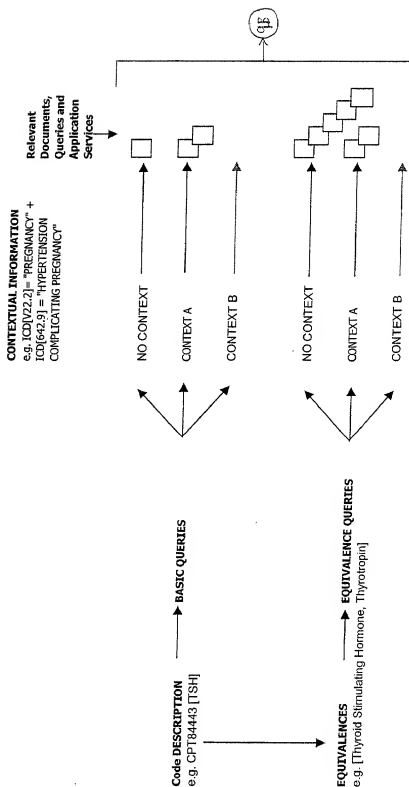 CONTEXTUAL INFORMATION
e.g. ICD[V22.2]= "PREGNANCY" +
ICD[642.9] = "HYPERTENSION
COMPLICATING PREGNANCY"
Relevant
Documents,
Queries and
Application
Services
Code DESCRIPTION
e.g. CPT84443 [TSH]
BASIC QUERIES
NO CONTEXT
CONTEXT A
CONTEXT B
EQUIVALENCES
e.g. [Thyroid Stimulating Hormone, Thyrotropin]
EQUIVALENCE QUERIES
NO CONTEXT
CONTEXT A
CONTEXT B